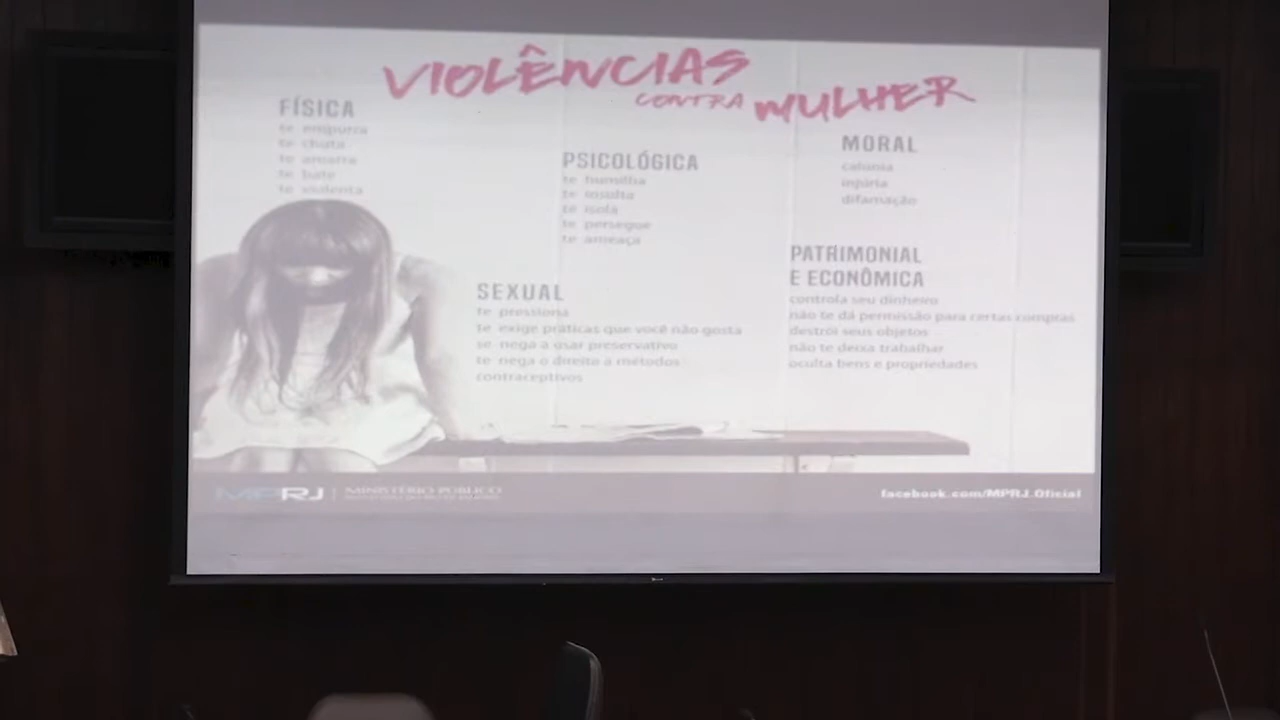 VIOLÊNCIAS
CONTRA MULHER
FÍSICA
te empurra
te chuta
te amarra
te bate
te violenta
PSICOLÓGICA
te humilha
te insulta
te isola
te persegue
te ameaça
MORAL
calúnia
injúria
difamação
SEXUAL
te pressiona
te exige práticas que você não gosta
se nega a usar preservativo
te nega o direito a métodos
contraceptivos
PATRIMONIAL
E ECONÔMICA
controla seu dinheiro
não te dá permissão para certas compras
destrói seus objetos
não te deixa trabalhar
oculta bens e propriedades
MPRJ
MINISTÉRIO PÚBLICO
facebook.com/MPRJ.Oficial